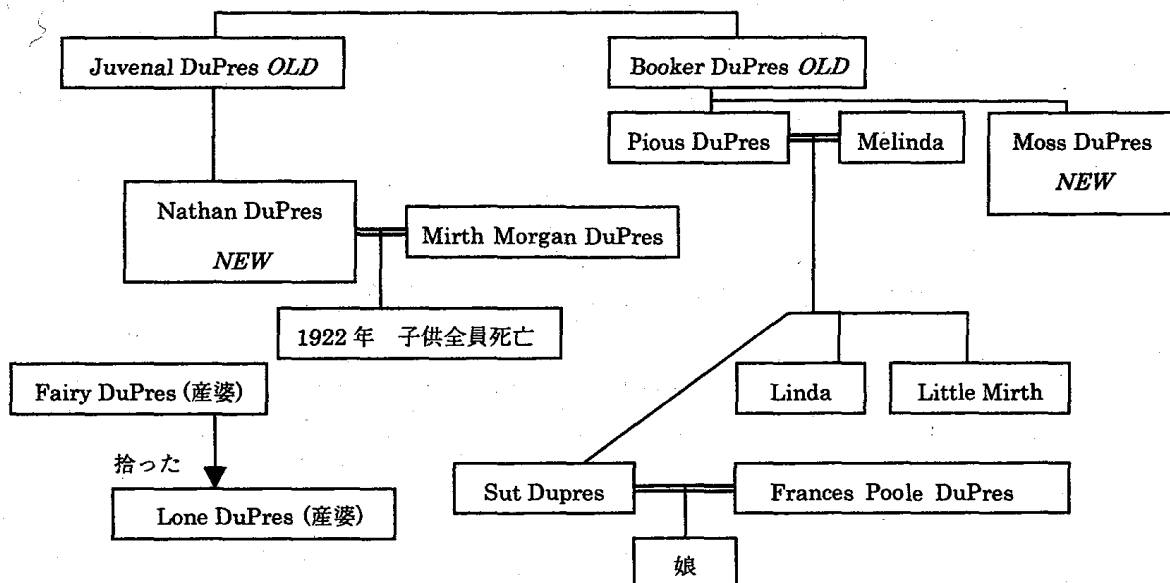 Juvenal DuPres OLD
Booker DuPres OLD
Pious DuPres
Melinda
Moss DuPres
NEW
Nathan DuPres
NEW
Mirth Morgan DuPres
1922年 子供全員死亡
Fairy DuPres (産婆)
Linda
Little Mirth
拾った
Lone DuPres (産婆)
Sut Dupres
Frances Poole DuPres
娘